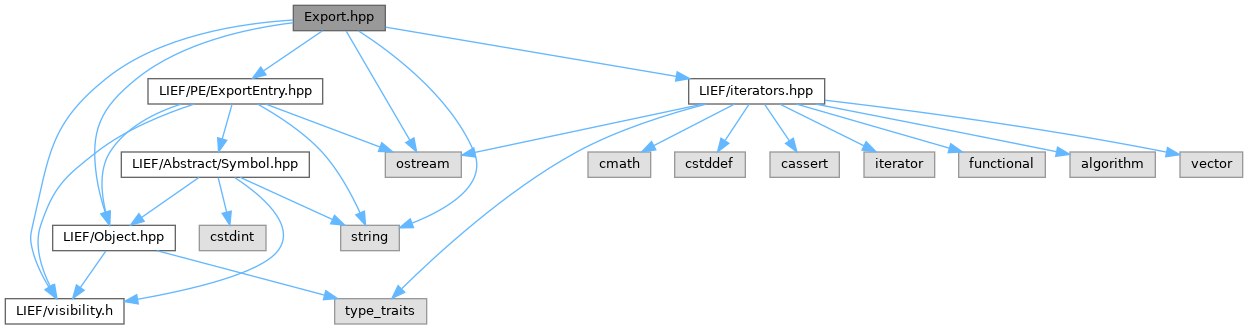 Export.hpp
LIEF/PE/ExportEntry.hpp
LIEF/iterators.hpp
LIEF/Abstract/Symbol.hpp
ostream
cmath
cstddef
cassert
iterator
functional
algorithm
vector
LIEF/Object.hpp
cstdint
string
LIEF/visibility.h
type_traits